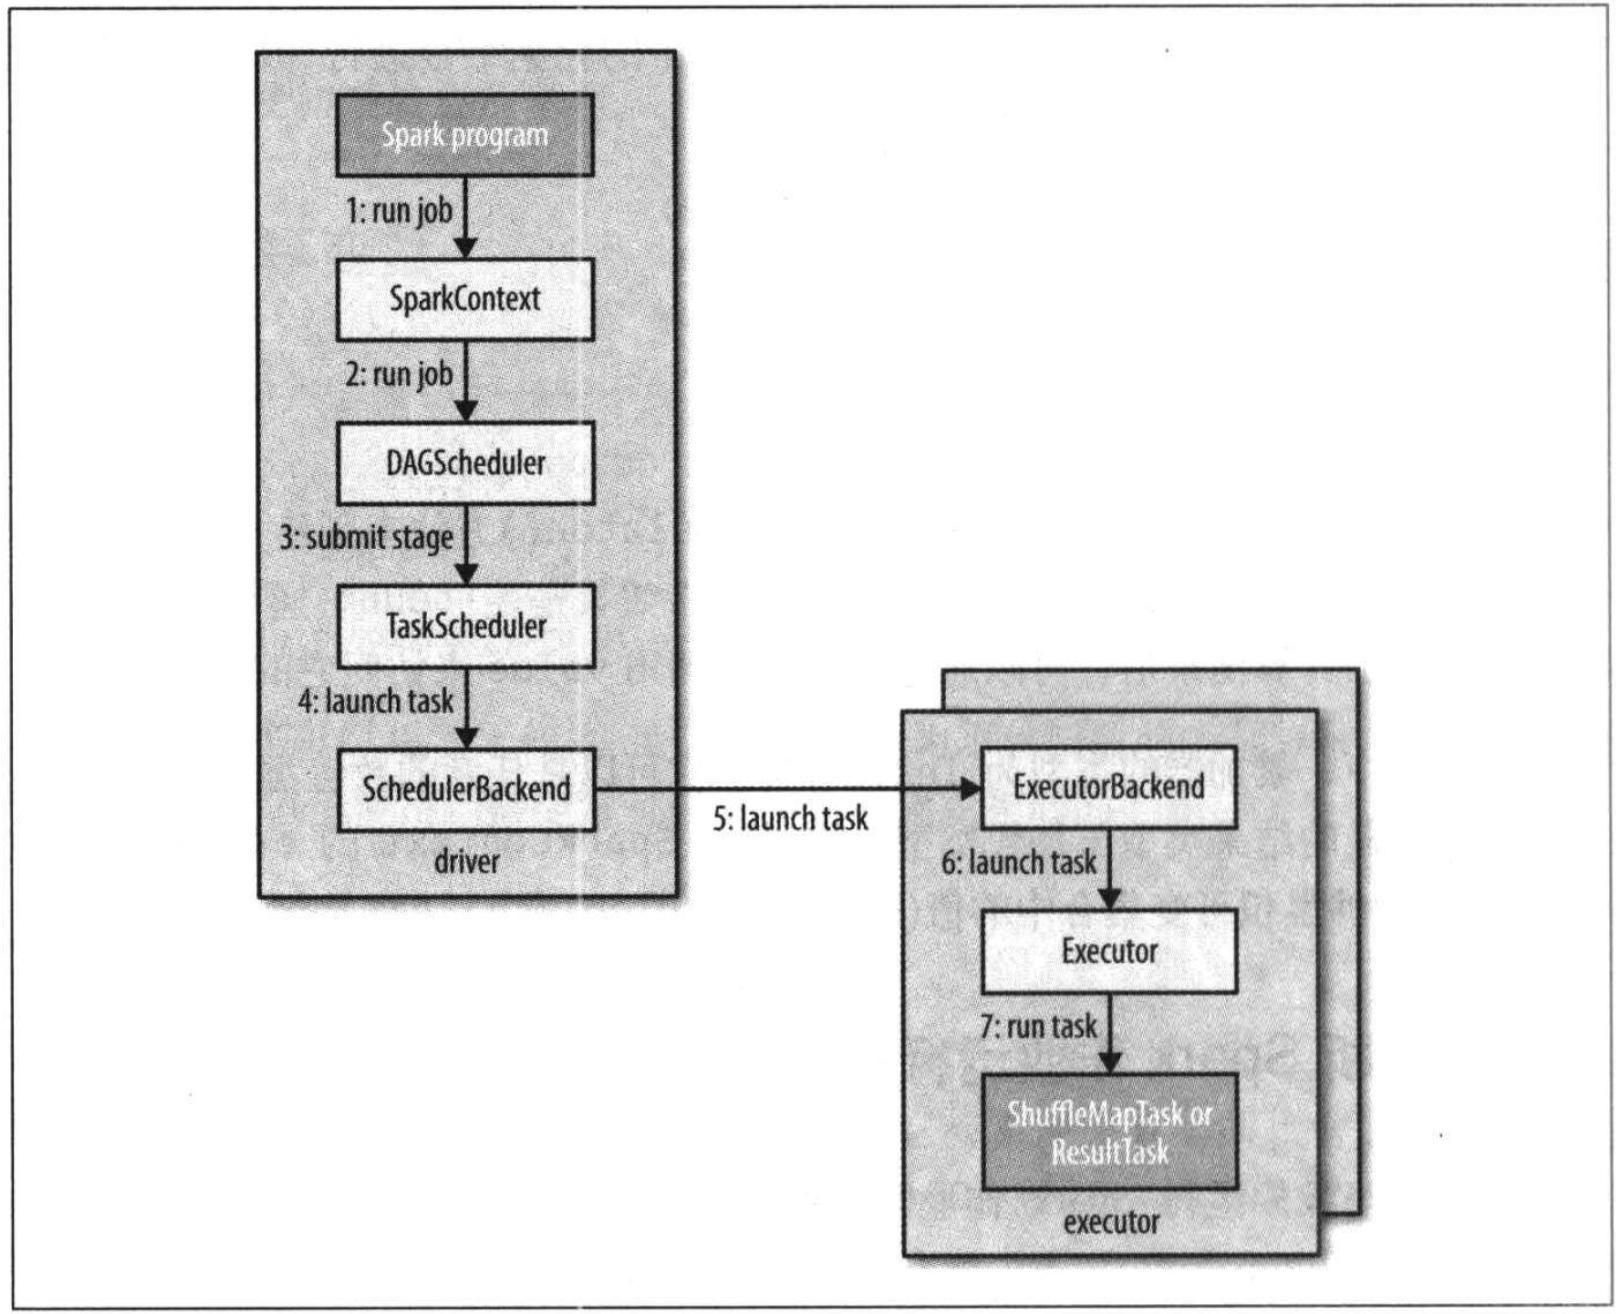 Spark program
1: run job
SparkContext
2: run job
DAGScheduler
3: submit stage
TaskScheduler
4: launch task
SchedulerBackend
driver
5: launch task
ExecutorBackend
6: launch task
Executor
7: run task
ShuffleMapTask or
ResultTask
executor